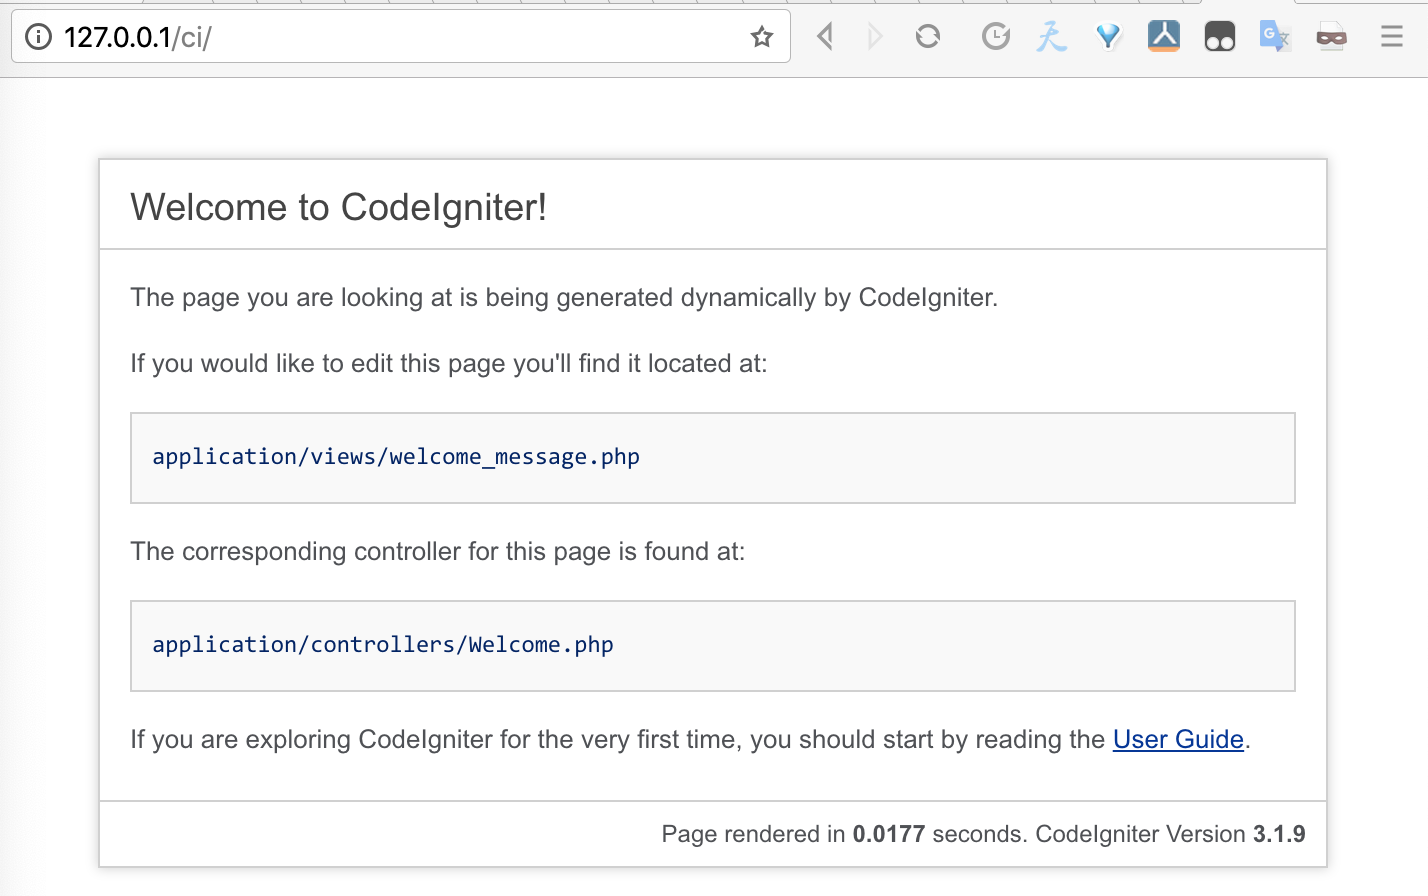 127.0.0.1/ci/
Welcome to CodeIgniter!
The page you are looking at is being generated dynamically by CodeIgniter.
If you would like to edit this page you'll find it located at:
application/views/welcome_message.php
The corresponding controller for this page is found at:
application/controllers/Welcome.php
If you are exploring CodeIgniter for the very first time, you should start by reading the User Guide.
Page rendered in 0.0177 seconds. CodeIgniter Version 3.1.9